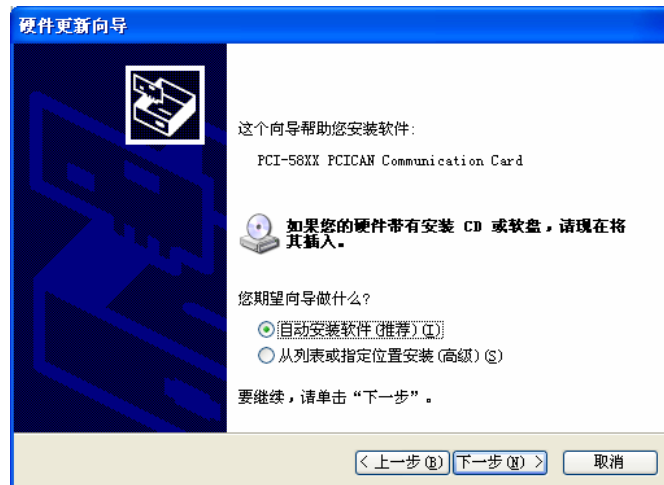 硬件更新向导
这个向导帮助您安装软件:
PCI-58XX PCICAN Communication Card
如果您的硬件带有安装 CD 或软盘，请现在将
其插入。
您期望向导做什么?
自动安装软件(推荐)(I)
从列表或指定位置安装(高级)(S)
要继续，请单击“下一步”。
< 上一步(B) 下一步(N) > 取消